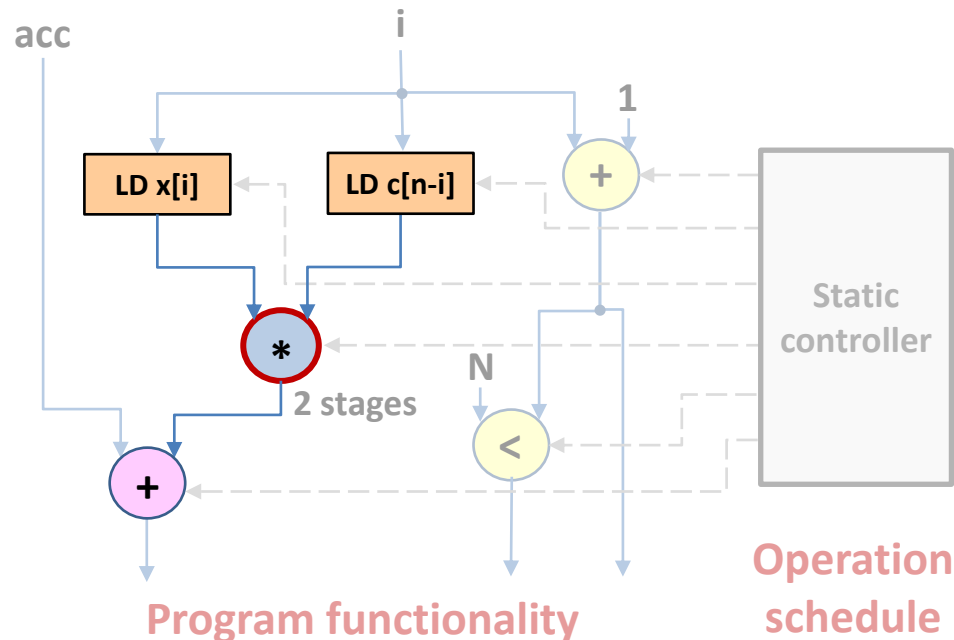 acc
i
1
LD x[i]
LD c[n-i]
+
Static
controller
*
N
2 stages
<
+
Operation
schedule
Program functionality